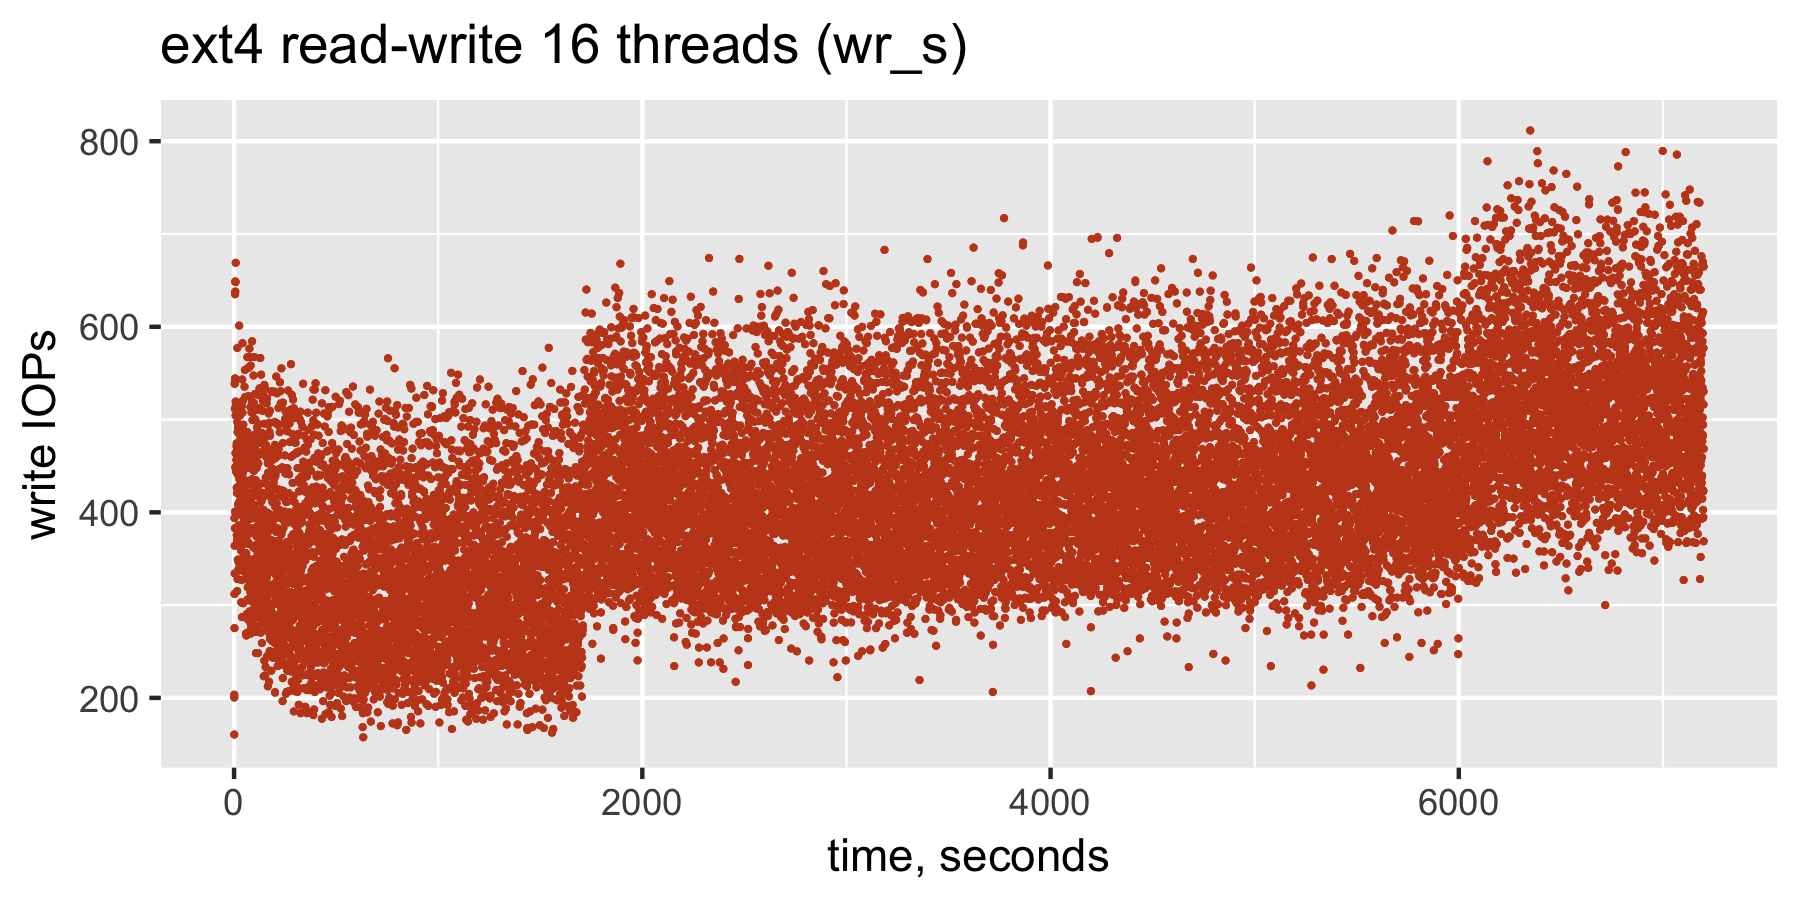 ext4 read-write 16 threads (wr_s)
write IOPs
800
600
400
200
0 2000 4000 6000
time, seconds